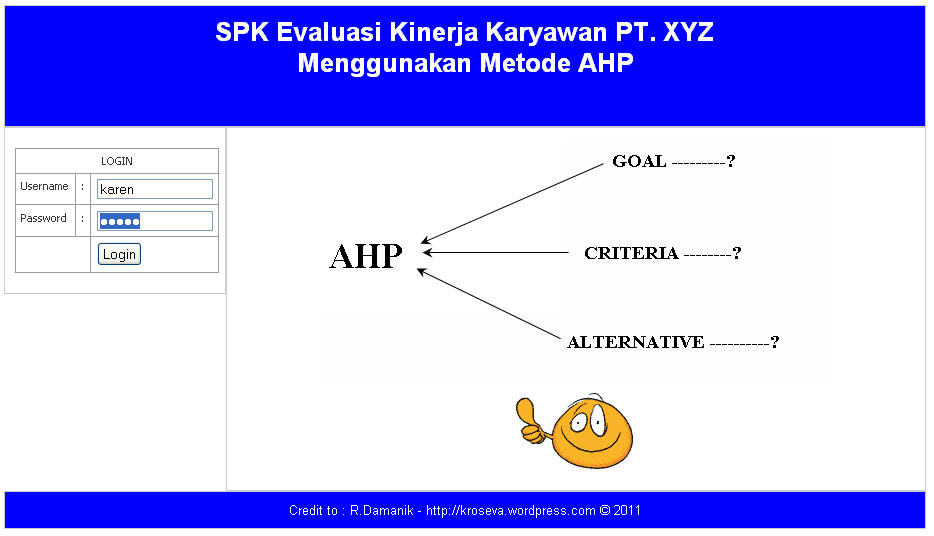 SPK Evaluasi Kinerja Karyawan PT. XYZ
Menggunakan Metode AHP
LOGIN
Username : karen
Password : •••••
Login
GOAL ---------?
AHP
CRITERIA --------?
ALTERNATIVE ----------?
Credit to : R.Damanik - http://kroseva.wordpress.com © 2011